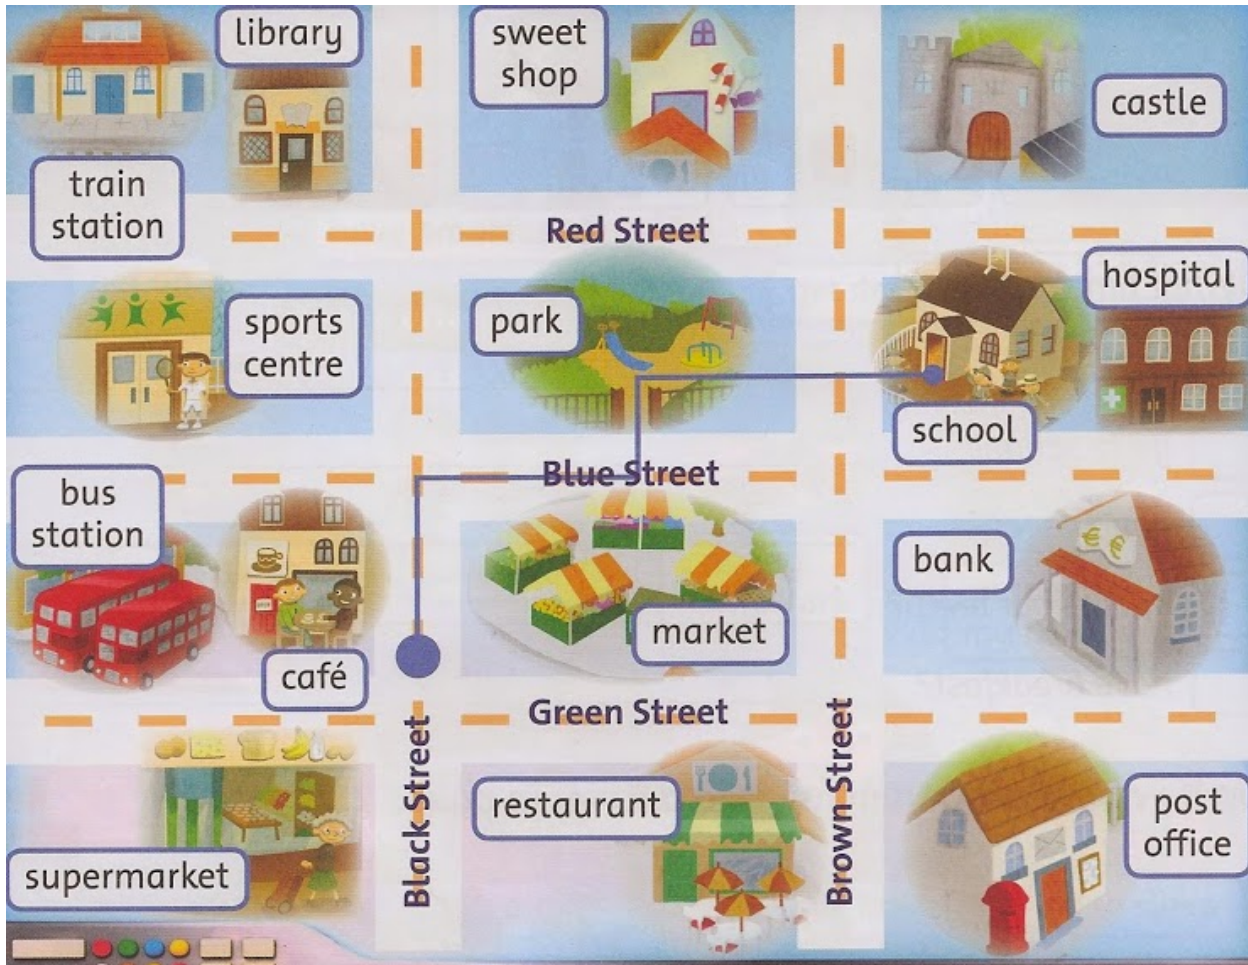 library
sweet
shop
castle
train
station
Red Street
hospital
sports
centre
park
school
Blue Street
bus
station
bank
market
café
Green Street
Black Street
Brown Street
restaurant
post
office
supermarket